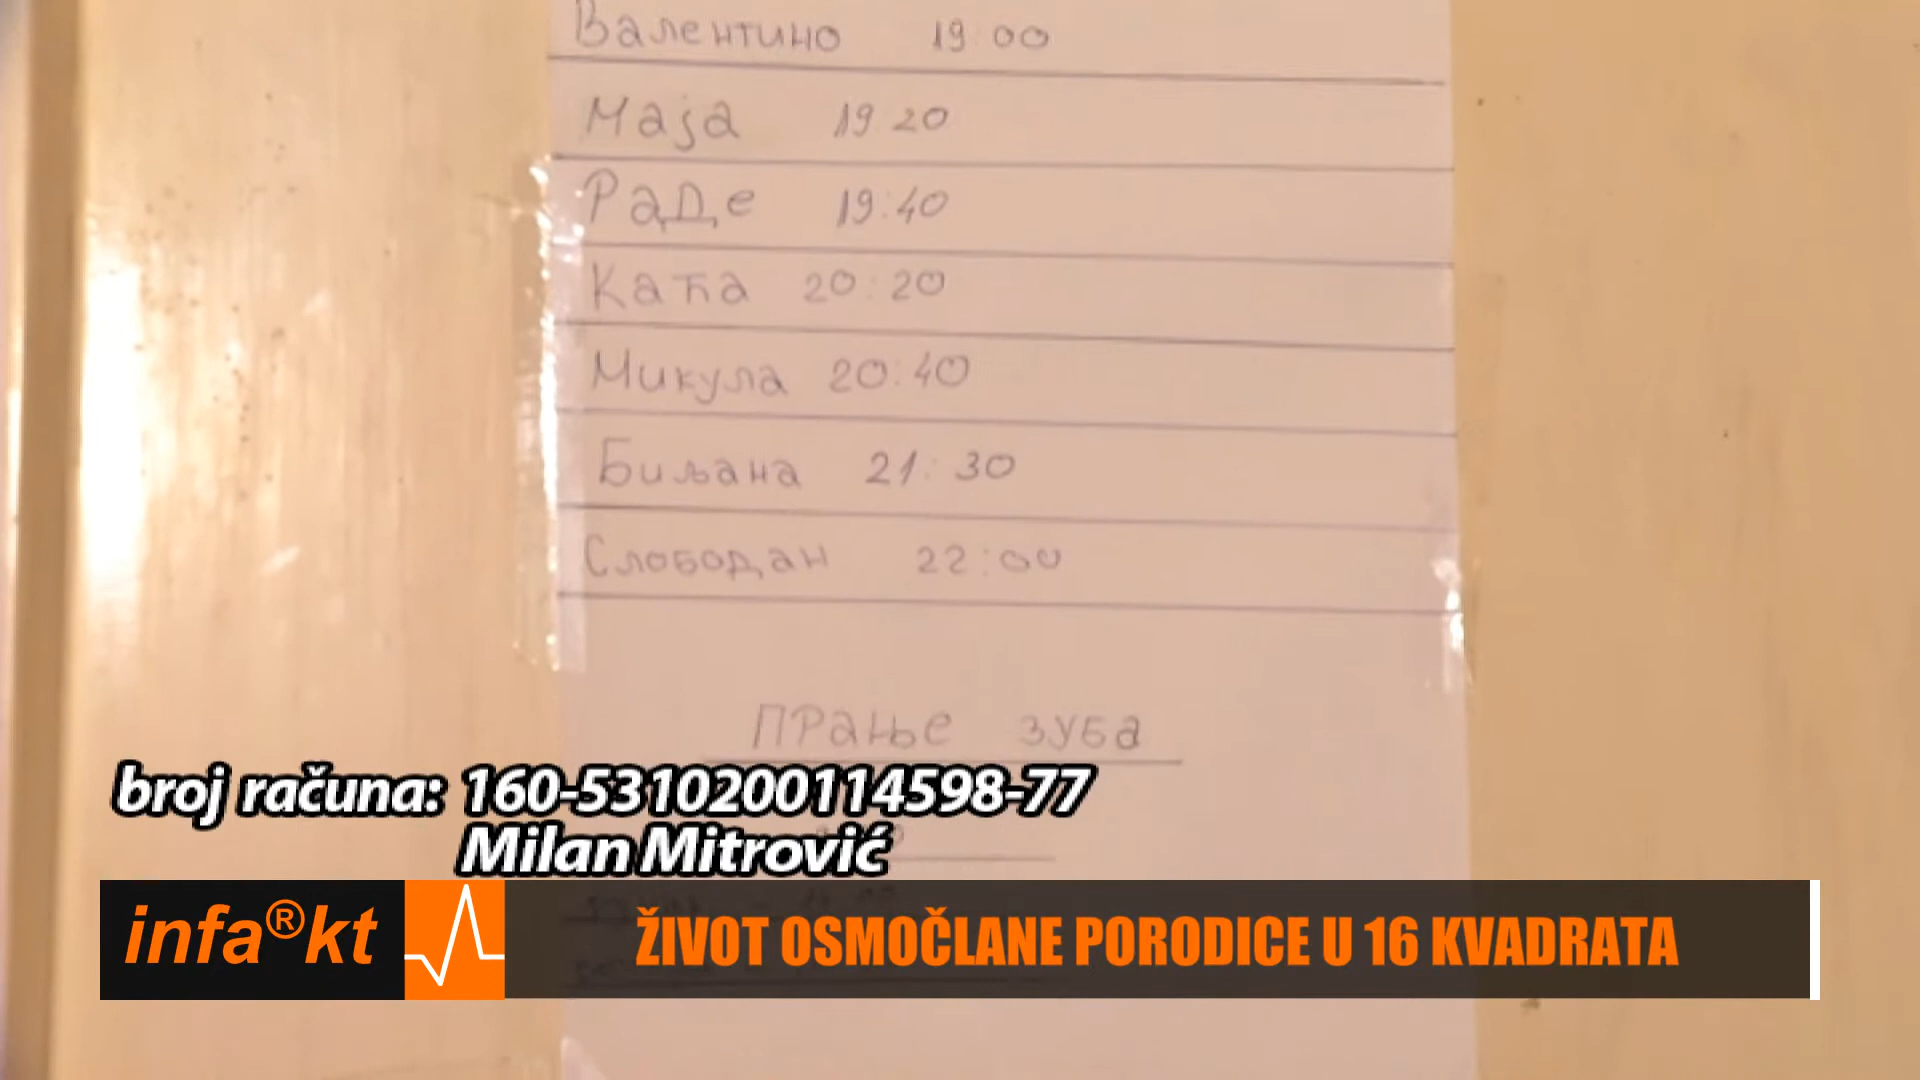 Валентино 19 00
Маја 19 20
Раде 19:40
Каћа 20:20
Микула 20:40
Биљана 21:30
Слободан 22:00
Прање зуба
broj računa: 160-5310200114598-77
Milan Mitrović
infa®kt
ŽIVOT OSMOČLANE PORODICE U 16 KVADRATA